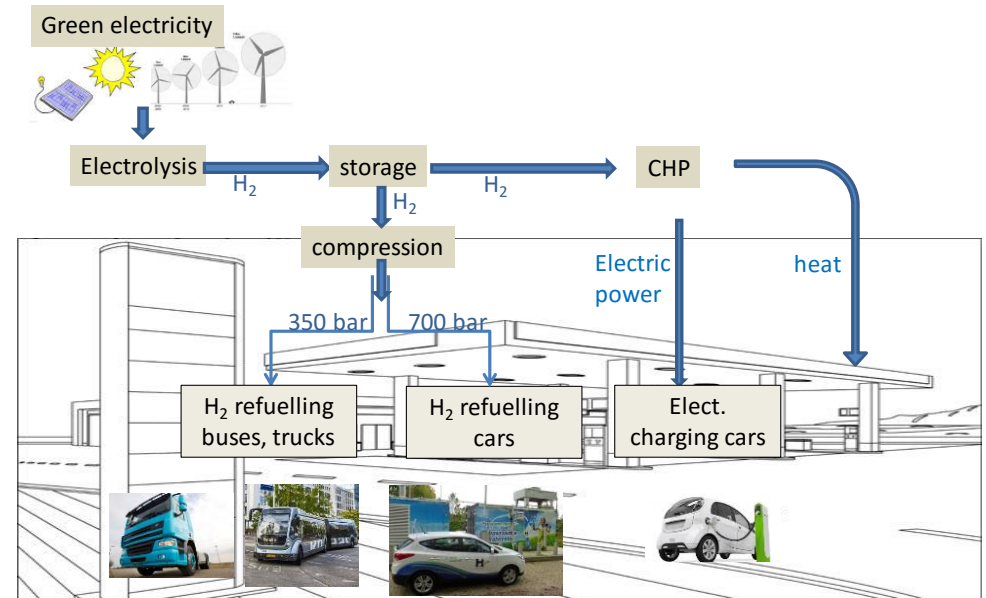 Green electricity
Electrolysis
H₂
storage
H₂
CHP
H₂
compression
Electric
power
heat
350 bar
700 bar
H₂ refuelling
buses, trucks
H₂ refuelling
cars
Elect.
charging cars
H